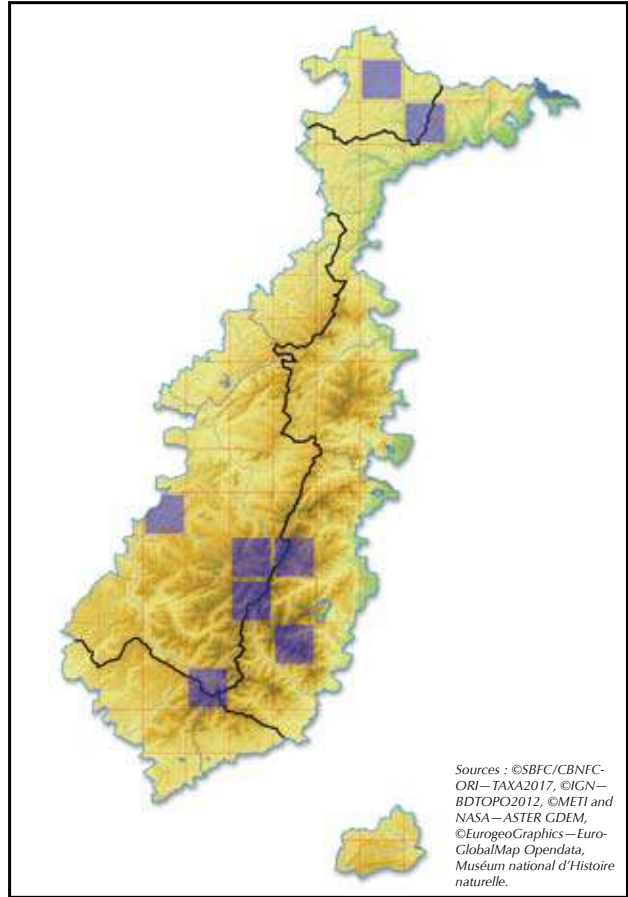 Sources : ©SBFC/CBNFC-
ORI—TAXA2017, ©IGN—
BDTOPO2012, ©METI and
NASA—ASTER GDEM,
©EurogeoGraphics—Euro-
GlobalMap Opendata,
Muséum national d'Histoire
naturelle.